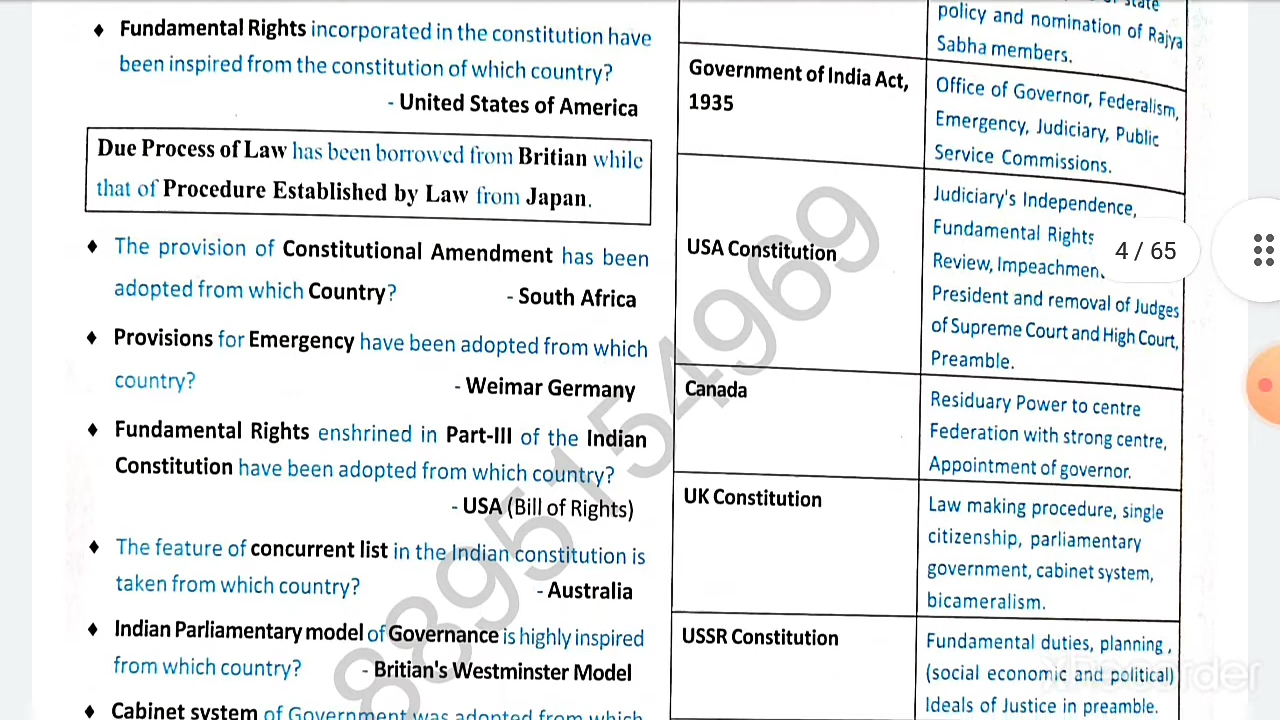 ♦ Fundamental Rights incorporated in the constitution have
been inspired from the constitution of which country?
- United States of America
Due Process of Law has been borrowed from Britian while
that of Procedure Established by Law from Japan.
♦ The provision of Constitutional Amendment has been
adopted from which Country? - South Africa
♦ Provisions for Emergency have been adopted from which
country? - Weimar Germany
♦ Fundamental Rights enshrined in Part-III of the Indian
Constitution have been adopted from which country?
- USA (Bill of Rights)
♦ The feature of concurrent list in the Indian constitution is
taken from which country? - Australia
♦ Indian Parliamentary model of Governance is highly inspired
from which country? - Britian's Westminster Model
♦ Cabinet system of Government was adopted from which
state
policy and nomination of Rajya
Sabha members.
Government of India Act,
1935
Office of Governor, Federalism,
Emergency, Judiciary, Public
Service Commissions.
USA Constitution
Judiciary's Independence,
Fundamental Rights
Review, Impeachmen
President and removal of Judges
of Supreme Court and High Court,
Preamble.
Canada
Residuary Power to centre
Federation with strong centre,
Appointment of governor.
UK Constitution
Law making procedure, single
citizenship, parliamentary
government, cabinet system,
bicameralism.
USSR Constitution
Fundamental duties, planning ,
(social economic and political)
Ideals of Justice in preamble.
4 / 65
8895154969